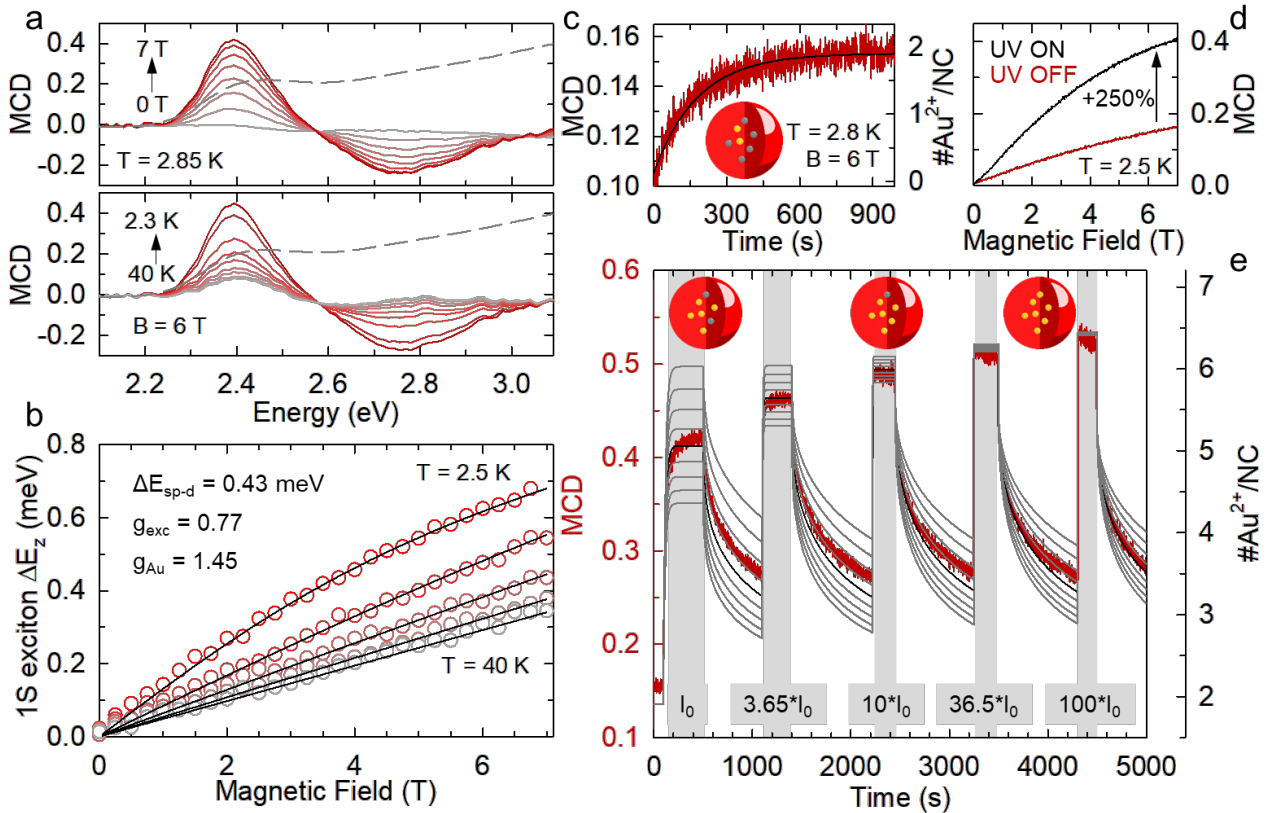 a
0.4
0.2
0.0
-0.2
MCD
7 T
0 T
T = 2.85 K
0.4
0.2
0.0
-0.2
MCD
2.3 K
40 K
B = 6 T
2.2
2.4
2.6
2.8
3.0
Energy (eV)
b
0.8
0.6
0.4
0.2
0.0
1S exciton ΔE_z (meV)
ΔE_sp-d = 0.43 meV
g_exc = 0.77
g_Au = 1.45
T = 2.5 K
T = 40 K
0
2
4
6
Magnetic Field (T)
c
0.16
0.14
0.12
0.10
MCD
T = 2.8 K
B = 6 T
2
1
0
#Au²⁺/NC
0
300
600
900
Time (s)
d
UV ON
UV OFF
+250%
T = 2.5 K
0.4
0.2
0.0
MCD
0
2
4
6
Magnetic Field (T)
e
0.6
0.5
0.4
0.3
0.2
0.1
MCD
7
6
5
4
3
2
#Au²⁺/NC
I₀
3.65*I₀
10*I₀
36.5*I₀
100*I₀
0
1000
2000
3000
4000
5000
Time (s)